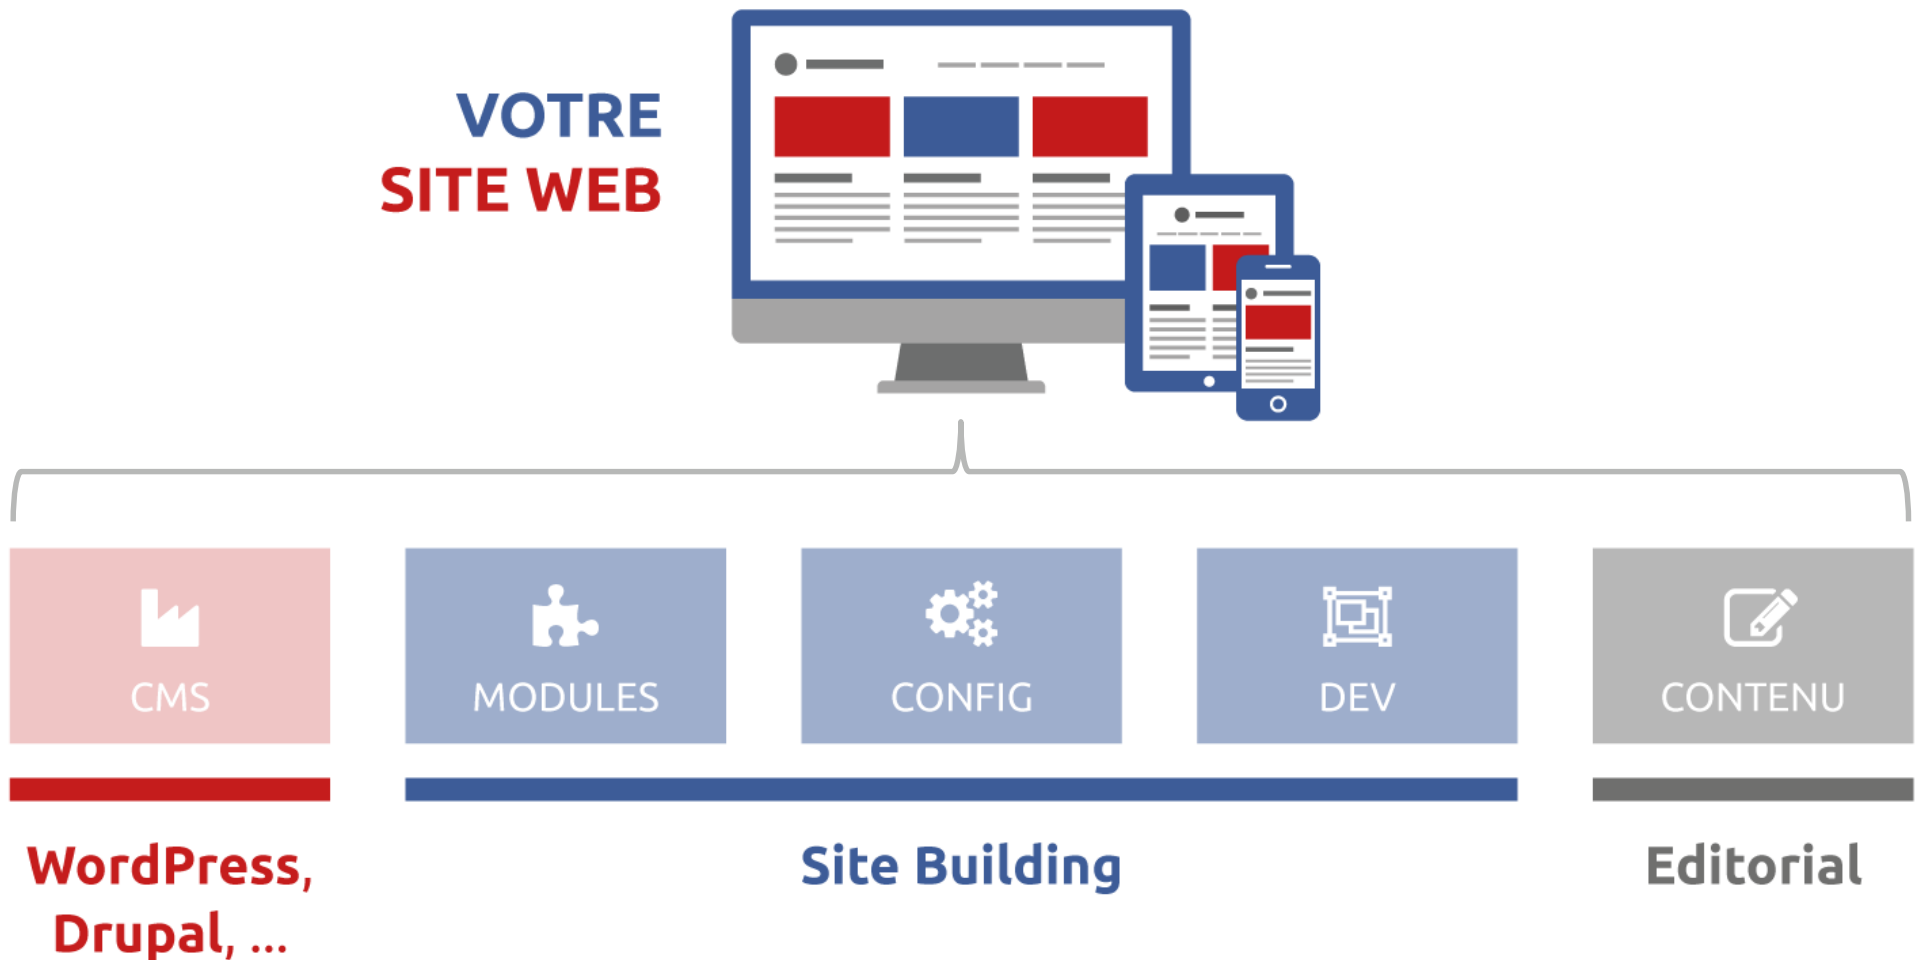 VOTRE
SITE WEB
CMS
MODULES
CONFIG
DEV
CONTENU
WordPress,
Drupal, ...
Site Building
Editorial